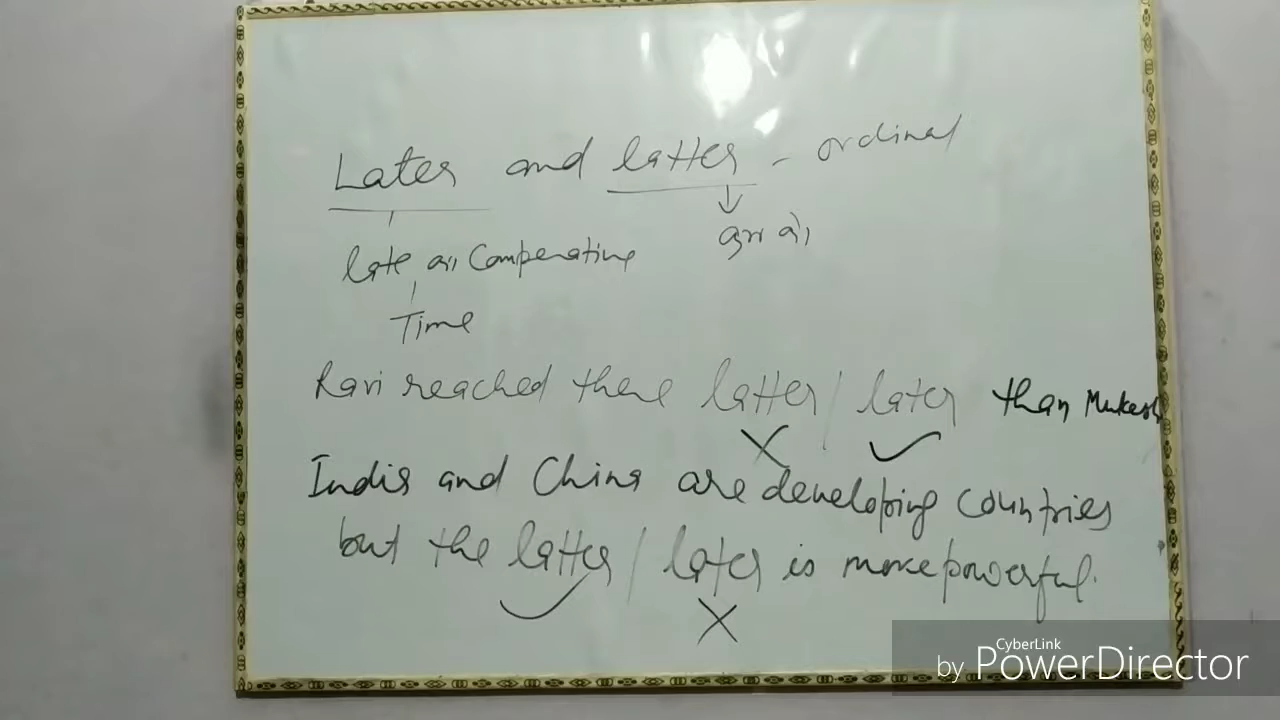 Later and latter - ordinal
late का Comparative
Time
Ravi reached there latter / later than Mukesh
India and China are developing countries
but the latter / later is more powerful.
CyberLink
by PowerDirector